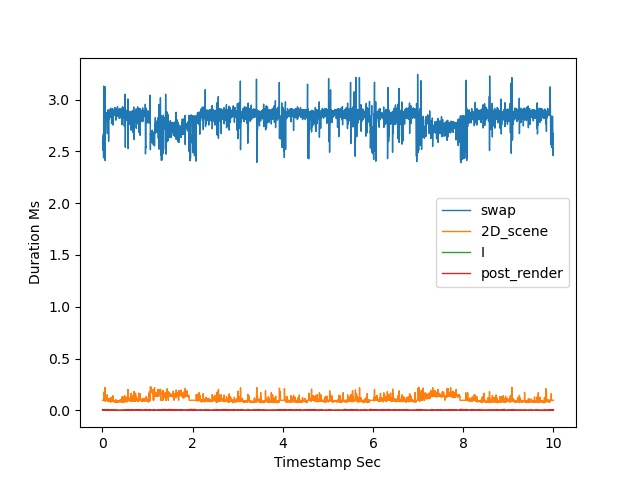 3.0
2.5
2.0
1.5
1.0
0.5
0.0
Duration Ms
swap
2D_scene
I
post_render
0 2 4 6 8 10
Timestamp Sec